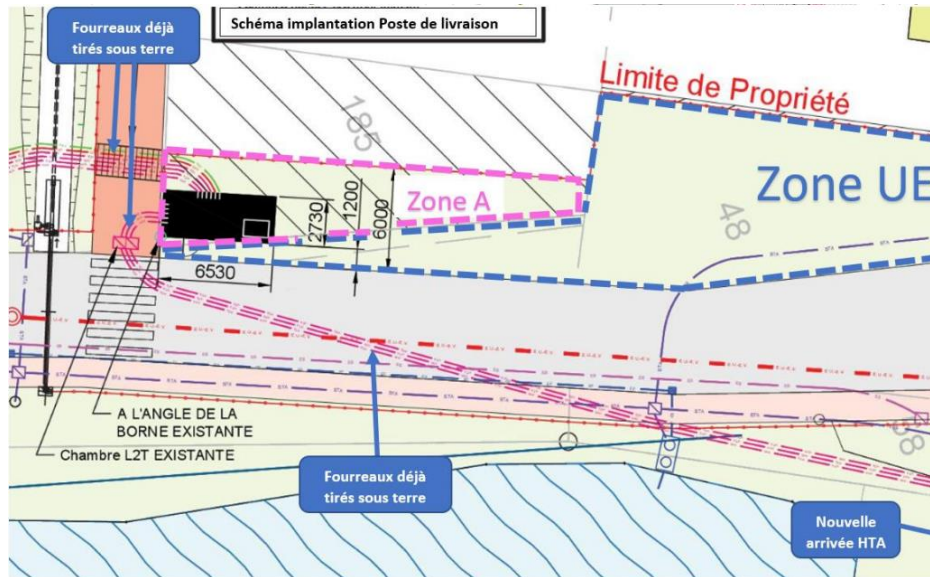 Schéma implantation Poste de livraison
Fourreaux déjà
tirés sous terre
Limite de Propriété
185
Zone A
Zone UE
48
1200
2730
6000
6530
A L'ANGLE DE LA
BORNE EXISTANTE
Chambre L2T EXISTANTE
Fourreaux déjà
tirés sous terre
Nouvelle
arrivée HTA